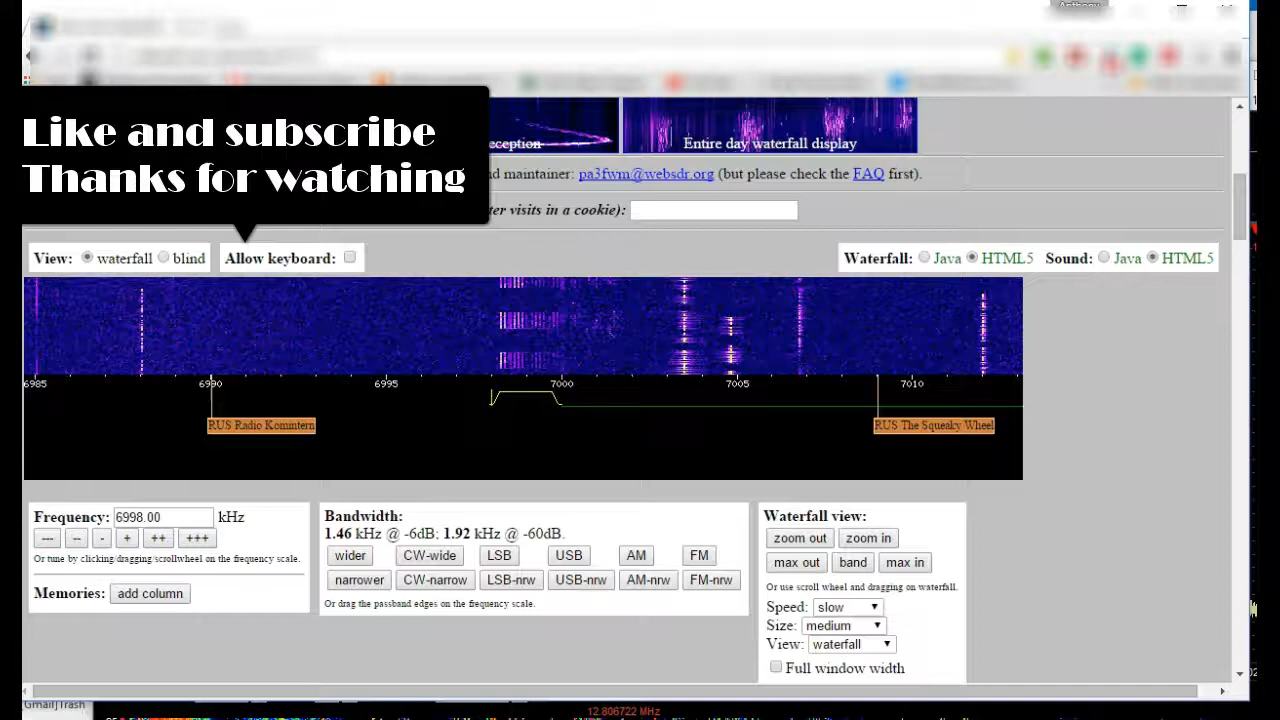 Anthony
Like and subscribe
Thanks for watching
eception
Entire day waterfall display
d maintainer: pa3fwm@websdr.org (but please check the FAQ first).
ter visits in a cookie):
View: waterfall blind
Allow keyboard:
Waterfall: Java HTML5 Sound: Java HTML5
6985 6990 6995 7000 7005 7010
RUS Radio Komintern
RUS The Squeaky Wheel
Frequency: 6998.00 kHz
--- -- - + ++ +++
Or tune by clicking/dragging/scrollwheel on the frequency scale.
Memories: add column
Bandwidth:
1.46 kHz @ -6dB; 1.92 kHz @ -60dB.
wider CW-wide LSB USB AM FM
narrower CW-narrow LSB-nrw USB-nrw AM-nrw FM-nrw
Or drag the passband edges on the frequency scale.
Waterfall view:
zoom out zoom in
max out band max in
Or use scroll wheel and dragging on waterfall.
Speed: slow
Size: medium
View: waterfall
Full window width
Gmail]Trash
12.806722 MHz